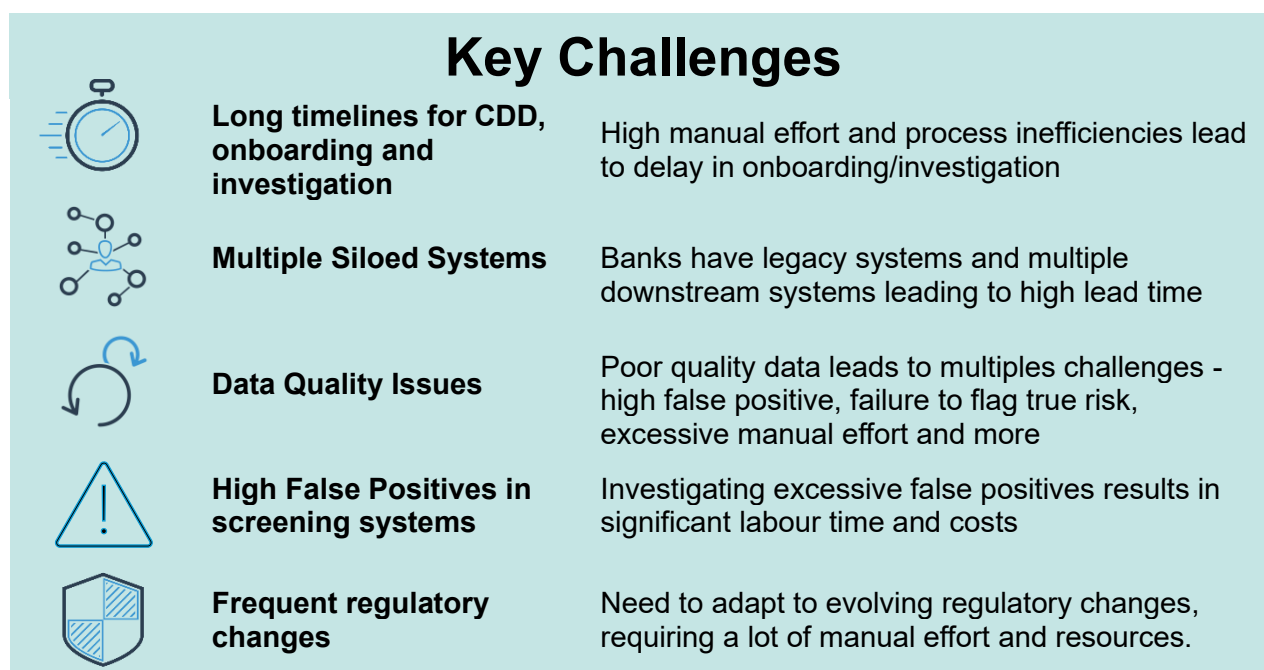 Key Challenges
Long timelines for CDD,
onboarding and
investigation
High manual effort and process inefficiencies lead
to delay in onboarding/investigation
Multiple Siloed Systems
Banks have legacy systems and multiple
downstream systems leading to high lead time
Data Quality Issues
Poor quality data leads to multiples challenges -
high false positive, failure to flag true risk,
excessive manual effort and more
High False Positives in
screening systems
Investigating excessive false positives results in
significant labour time and costs
Frequent regulatory
changes
Need to adapt to evolving regulatory changes,
requiring a lot of manual effort and resources.